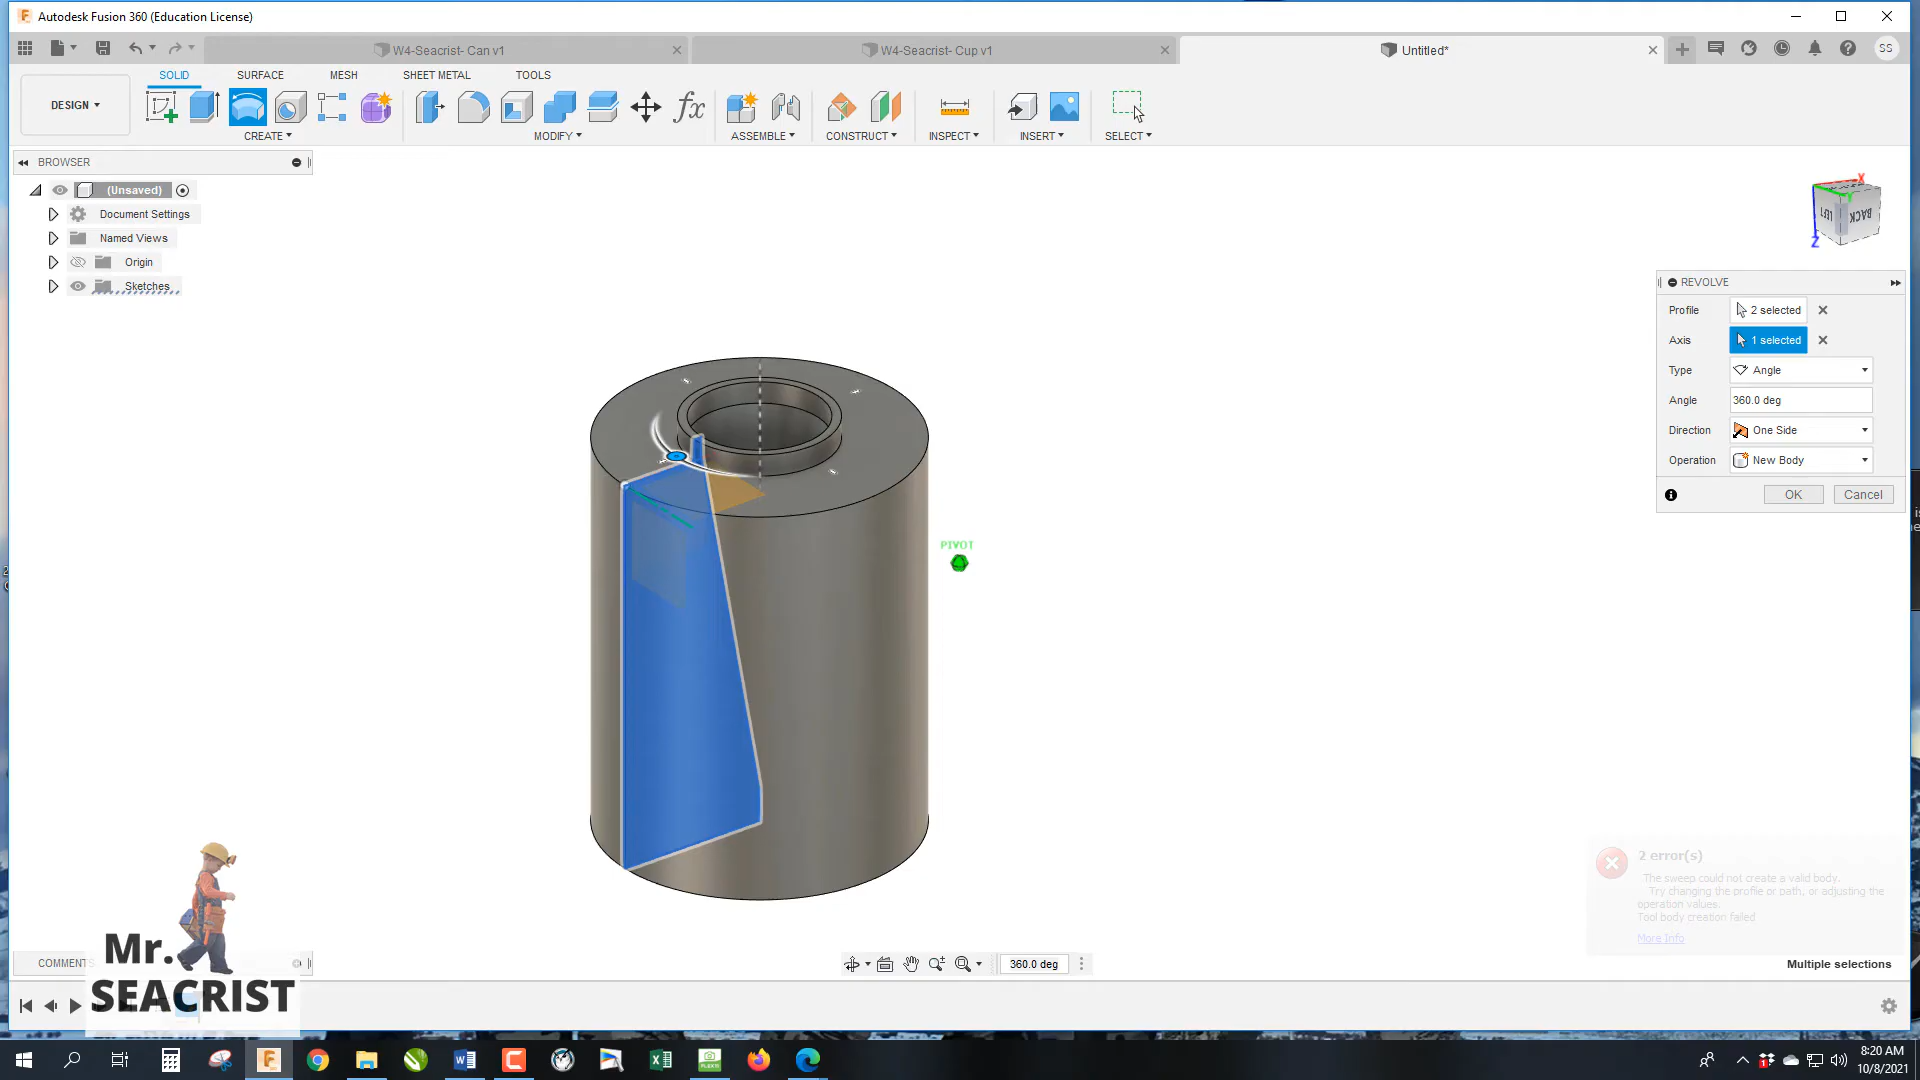 Autodesk Fusion 360 (Education License)
W4-Seacrist- Can v1
W4-Seacrist- Cup v1
Untitled*
SS
DESIGN
SOLID
SURFACE
MESH
SHEET METAL
TOOLS
fx
CREATE
MODIFY
ASSEMBLE
CONSTRUCT
INSPECT
INSERT
SELECT
BROWSER
(Unsaved)
Document Settings
Named Views
Origin
Sketches
X
Z
LEFT
BACK
REVOLVE
Profile 2 selected
Axis 1 selected
Type Angle
Angle 360.0 deg
Direction One Side
Operation New Body
OK Cancel
PIVOT
2 error(s)
The sweep could not create a valid body.
Try changing the profile or path, or adjusting the
operation values.
Tool body creation failed
More Info
Multiple selections
COMMENTS
360.0 deg
Mr.
SEACRIST
8:20 AM
10/8/2021